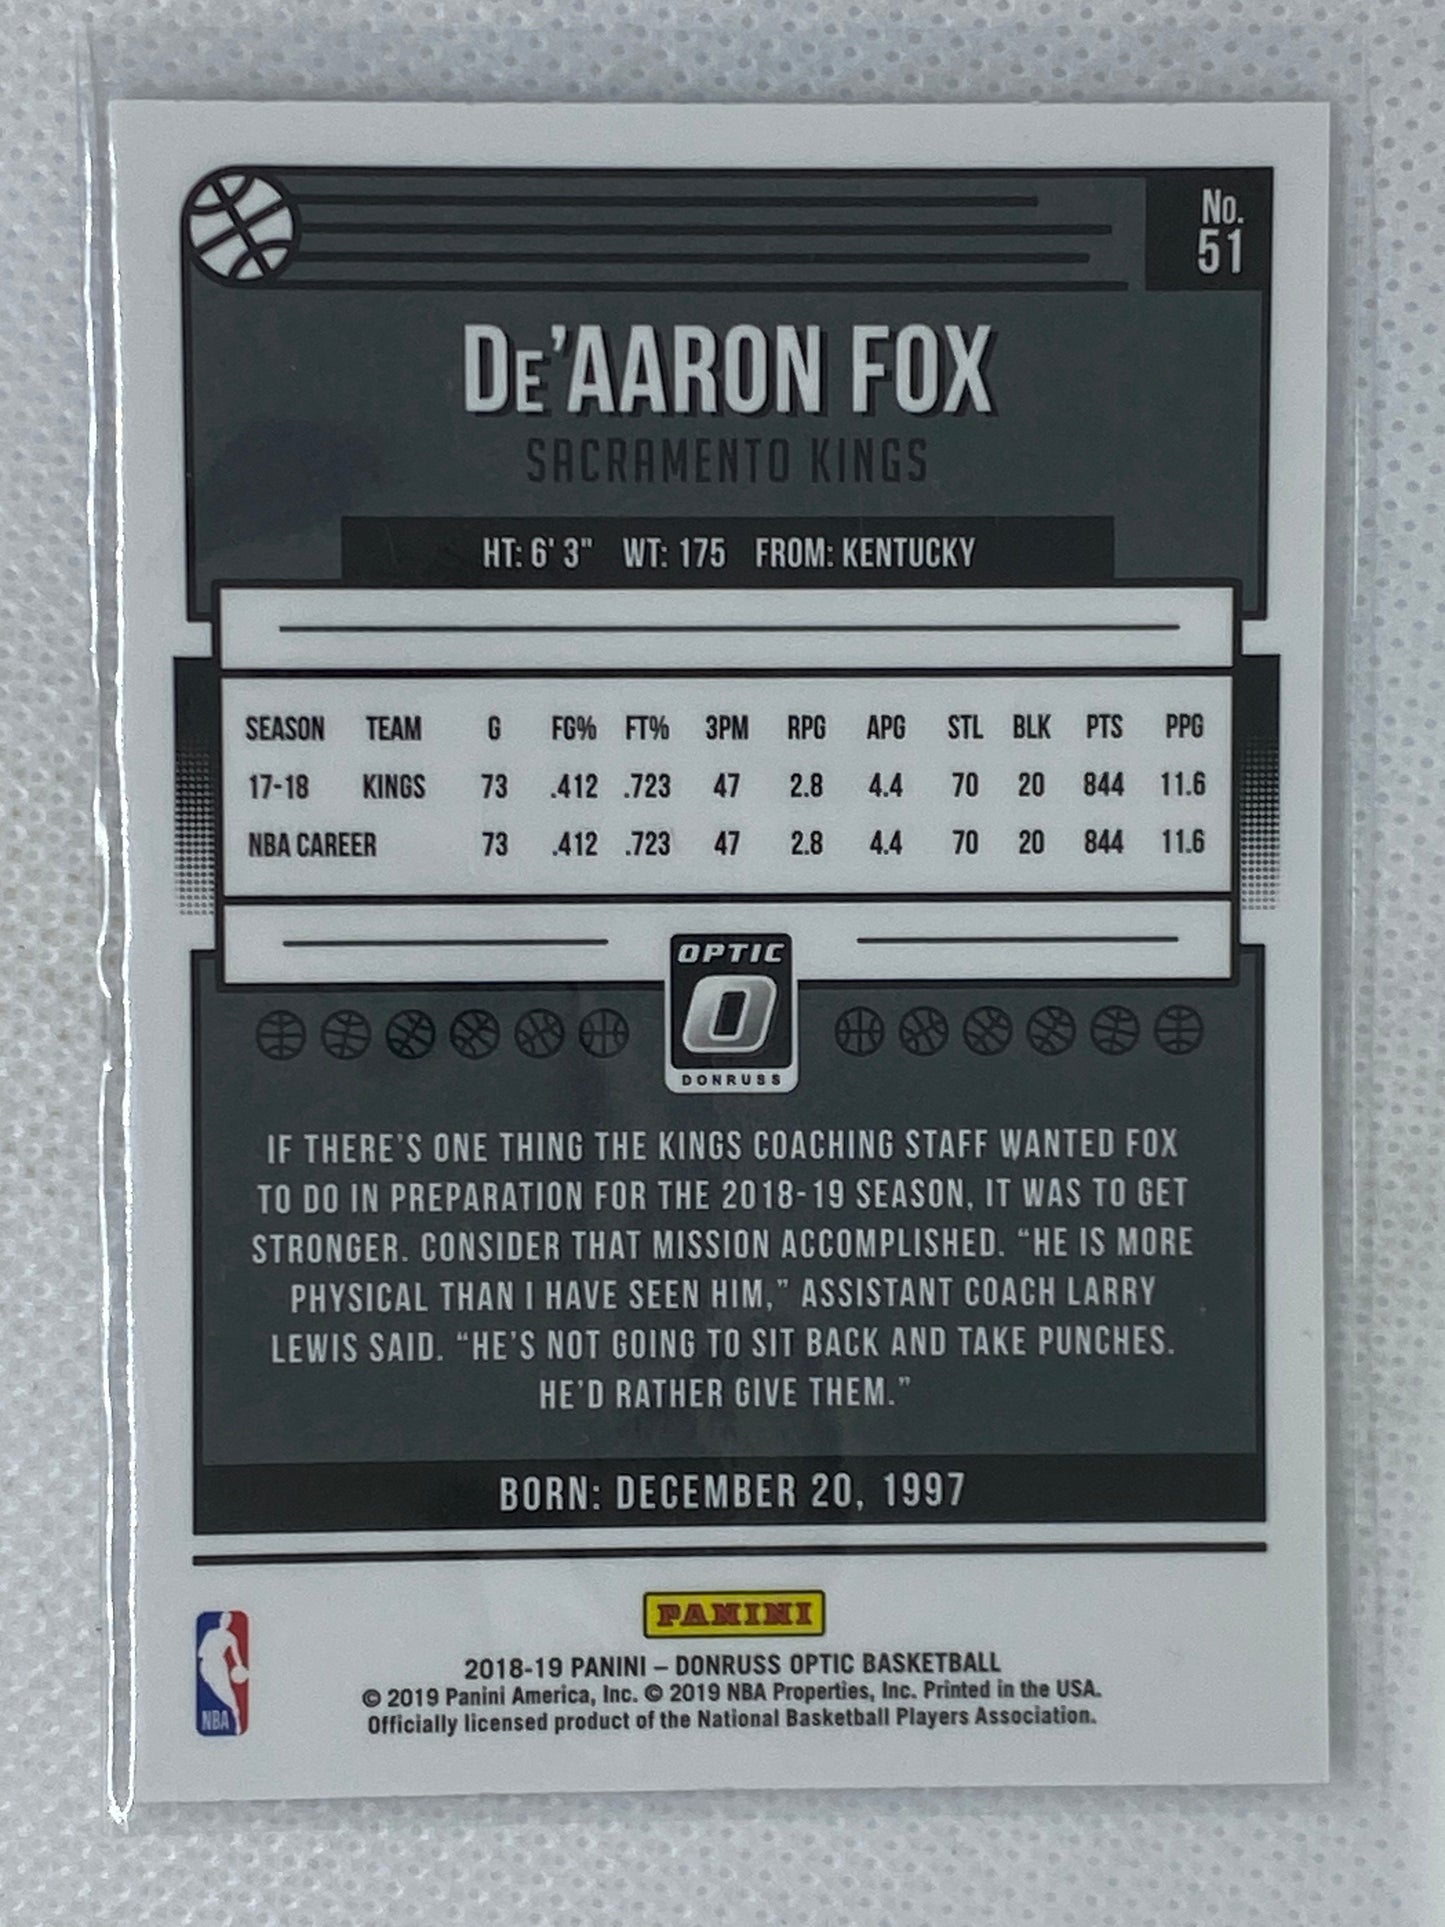 No.
51
De'AARON FOX
SACRAMENTO KINGS
HT: 6' 3" WT: 175 FROM: KENTUCKY
SEASON TEAM G FG% FT% 3PM RPG APG STL BLK PTS PPG
17-18 KINGS 73 .412 .723 47 2.8 4.4 70 20 844 11.6
NBA CAREER 73 .412 .723 47 2.8 4.4 70 20 844 11.6
OPTIC
DONRUSS
IF THERE'S ONE THING THE KINGS COACHING STAFF WANTED FOX
TO DO IN PREPARATION FOR THE 2018-19 SEASON, IT WAS TO GET
STRONGER. CONSIDER THAT MISSION ACCOMPLISHED. “HE IS MORE
PHYSICAL THAN I HAVE SEEN HIM,” ASSISTANT COACH LARRY
LEWIS SAID. “HE'S NOT GOING TO SIT BACK AND TAKE PUNCHES.
HE'D RATHER GIVE THEM.”
BORN: DECEMBER 20, 1997
PANINI
2018-19 PANINI – DONRUSS OPTIC BASKETBALL
© 2019 Panini America, Inc. © 2019 NBA Properties, Inc. Printed in the USA.
Officially licensed product of the National Basketball Players Association.
NBA